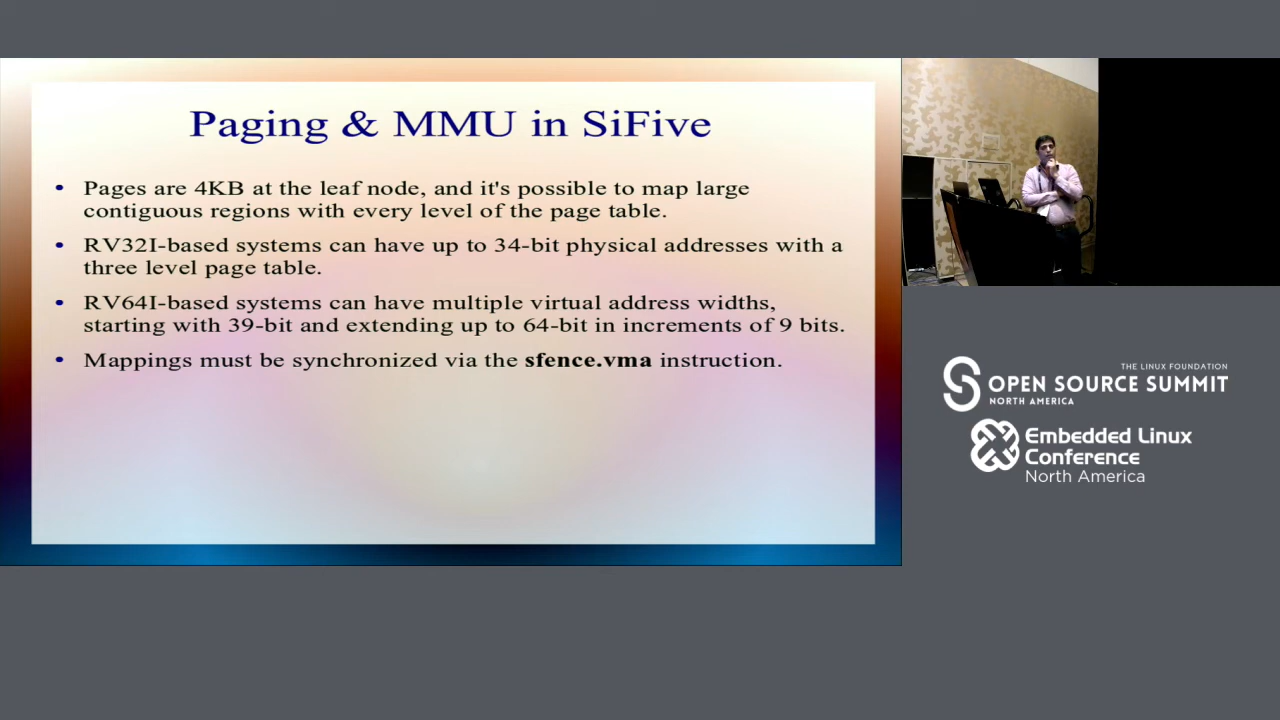 Paging & MMU in SiFive
• Pages are 4KB at the leaf node, and it's possible to map large
contiguous regions with every level of the page table.
• RV32I-based systems can have up to 34-bit physical addresses with a
three level page table.
• RV64I-based systems can have multiple virtual address widths,
starting with 39-bit and extending up to 64-bit in increments of 9 bits.
• Mappings must be synchronized via the sfence.vma instruction.
THE LINUX FOUNDATION
OPEN SOURCE SUMMIT
NORTH AMERICA
Embedded Linux
Conference
North America